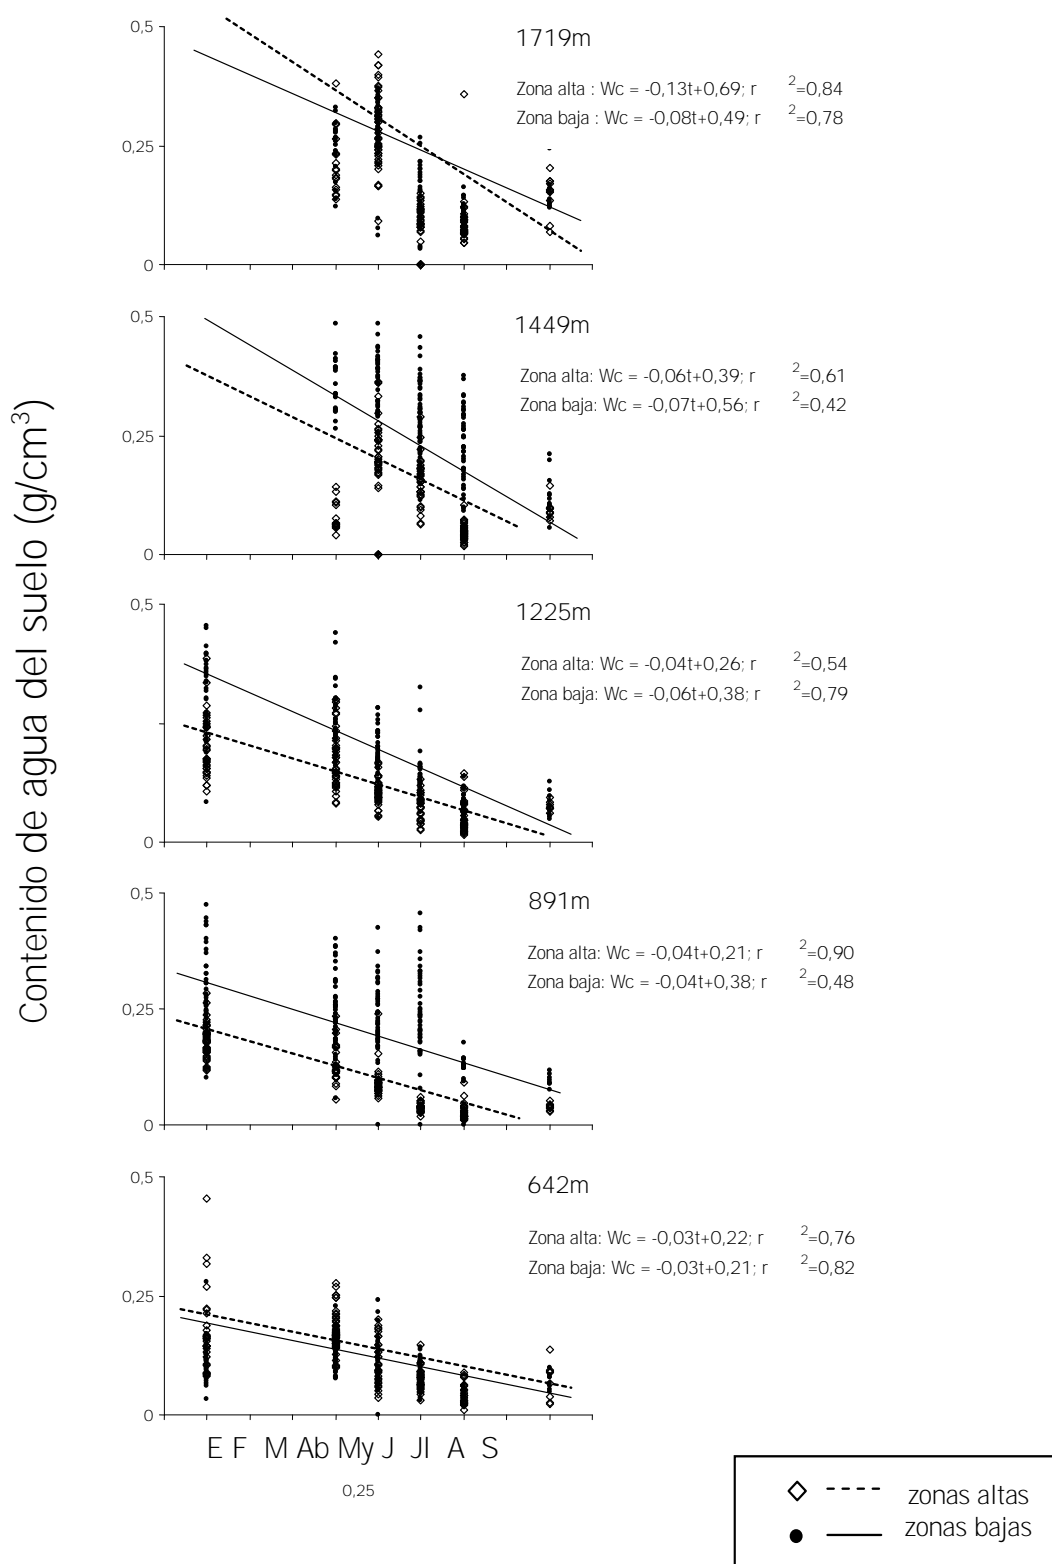 Contenido de agua del suelo (g/cm³)
0,5
0,25
0
1719m
Zona alta : Wc = -0,13t+0,69; r ²=0,84
Zona baja : Wc = -0,08t+0,49; r ²=0,78
0,5
0,25
0
1449m
Zona alta: Wc = -0,06t+0,39; r ²=0,61
Zona baja: Wc = -0,07t+0,56; r ²=0,42
0,5
0
1225m
Zona alta: Wc = -0,04t+0,26; r ²=0,54
Zona baja: Wc = -0,06t+0,38; r ²=0,79
0,5
0,25
0
891m
Zona alta: Wc = -0,04t+0,21; r ²=0,90
Zona baja: Wc = -0,04t+0,38; r ²=0,48
0,5
0,25
0
642m
Zona alta: Wc = -0,03t+0,22; r ²=0,76
Zona baja: Wc = -0,03t+0,21; r ²=0,82
E F M Ab My J Jl A S
0,25
zonas altas
zonas bajas